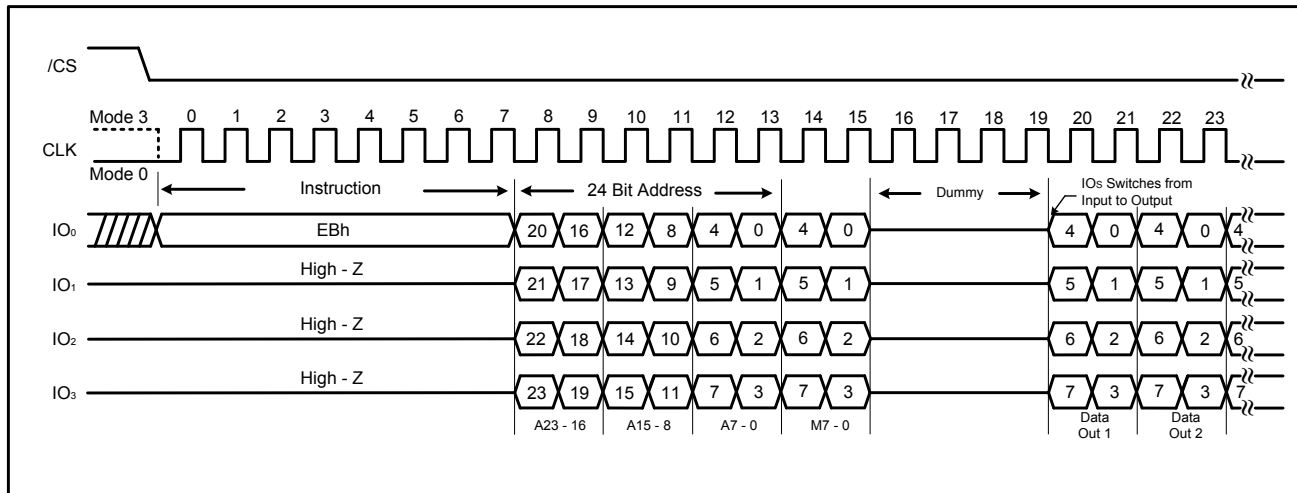 /CS
Mode 3
0 1 2 3 4 5 6 7 8 9 10 11 12 13 14 15 16 17 18 19 20 21 22 23
CLK
Mode 0
Instruction
24 Bit Address
Dummy
IOs Switches from
Input to Output
IO0
EBh
20 16 12 8 4 0 4 0
4 0 4 0 4
IO1
High - Z
21 17 13 9 5 1 5 1
5 1 5 1 5
IO2
High - Z
22 18 14 10 6 2 6 2
6 2 6 2 6
IO3
High - Z
23 19 15 11 7 3 7 3
7 3 7 3 7
A23 - 16
A15 - 8
A7 - 0
M7 - 0
Data
Out 1
Data
Out 2